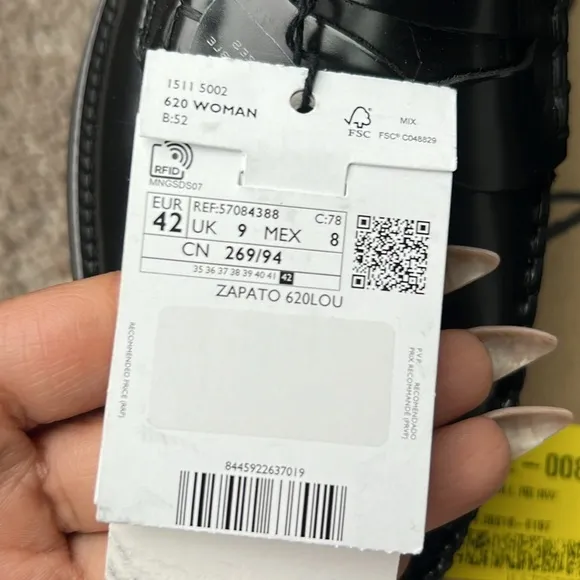 1511 5002
620 WOMAN
B:52
FSC
MIX
FSC® C048829
RFID
MNGSDS07
EUR 42
REF:57084388 C:78
UK 9 MEX 8
CN 269/94
35 36 37 38 39 40 41 42
ZAPATO 620LOU
RECOMMENDED PRICE (RRP)
P.V.P. RECOMENDADO
PRIX RECOMMANDÉ (PRVP)
8445922637019